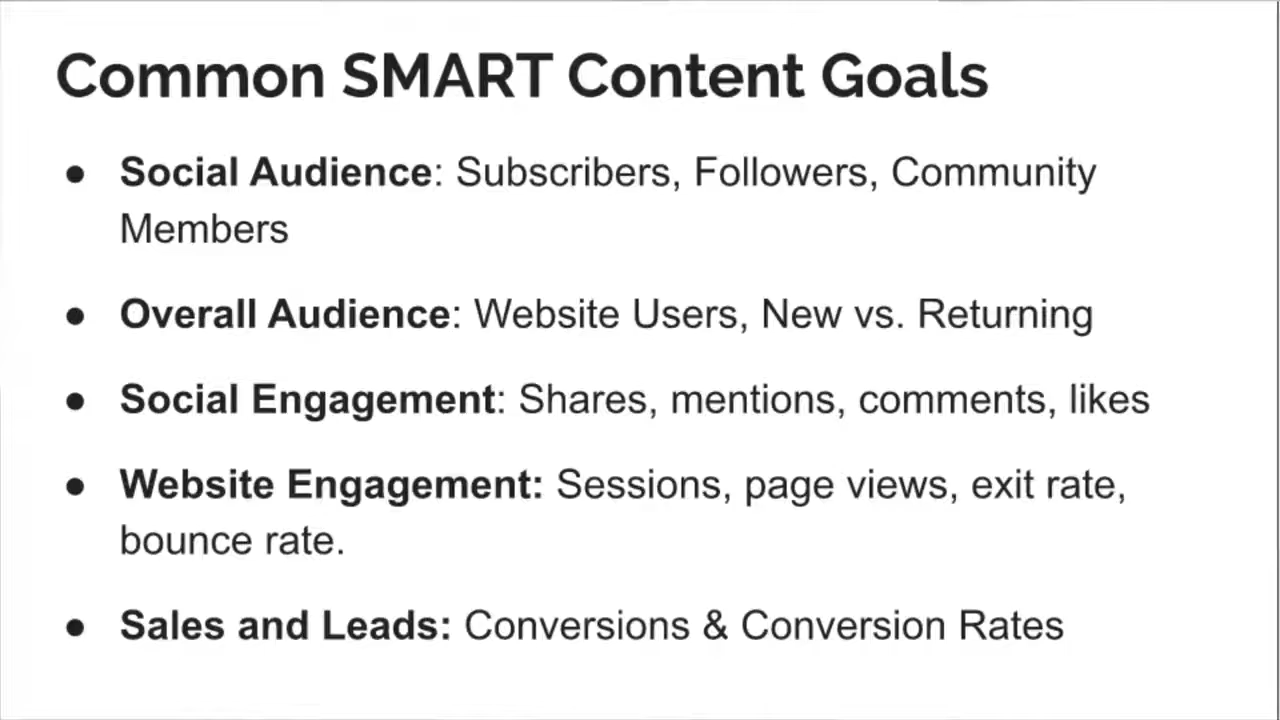 Common SMART Content Goals
● Social Audience: Subscribers, Followers, Community
Members
● Overall Audience: Website Users, New vs. Returning
● Social Engagement: Shares, mentions, comments, likes
● Website Engagement: Sessions, page views, exit rate,
bounce rate.
● Sales and Leads: Conversions & Conversion Rates